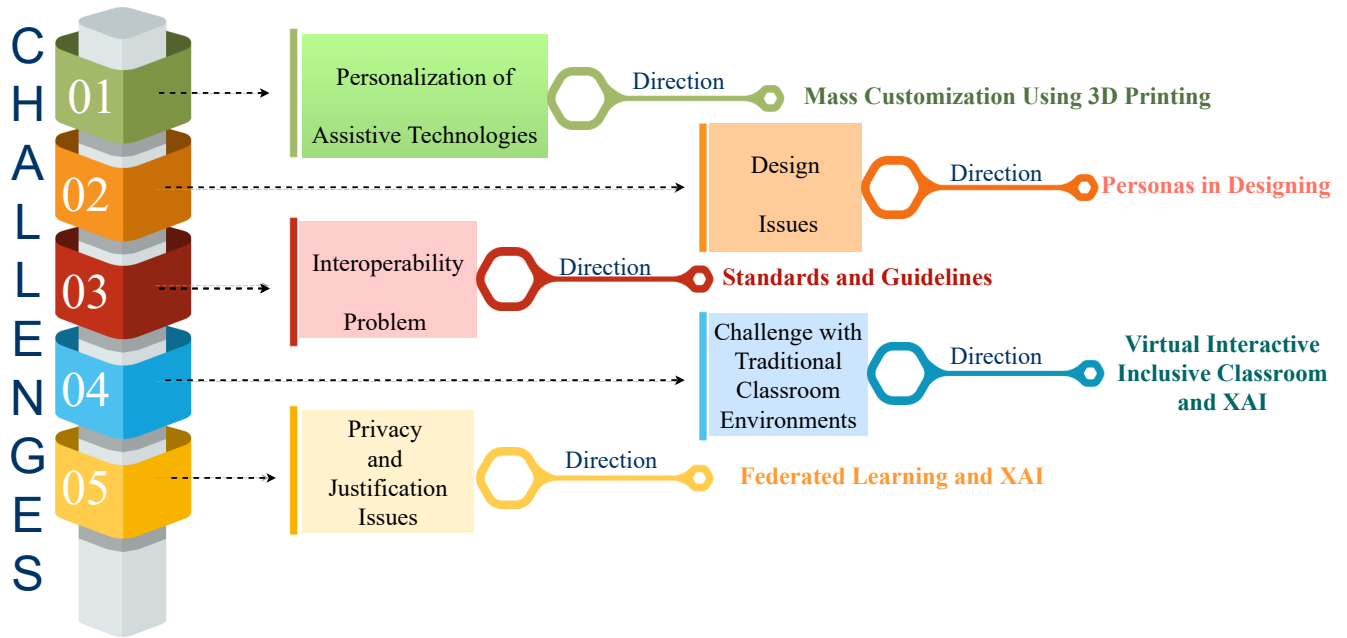 CHALLENGES
01
Personalization of
Assistive Technologies
Direction
Mass Customization Using 3D Printing
02
Design
Issues
Direction
Personas in Designing
03
Interoperability
Problem
Direction
Standards and Guidelines
04
Challenge with
Traditional
Classroom
Environments
Direction
Virtual Interactive
Inclusive Classroom
and XAI
05
Privacy
and
Justification
Issues
Direction
Federated Learning and XAI